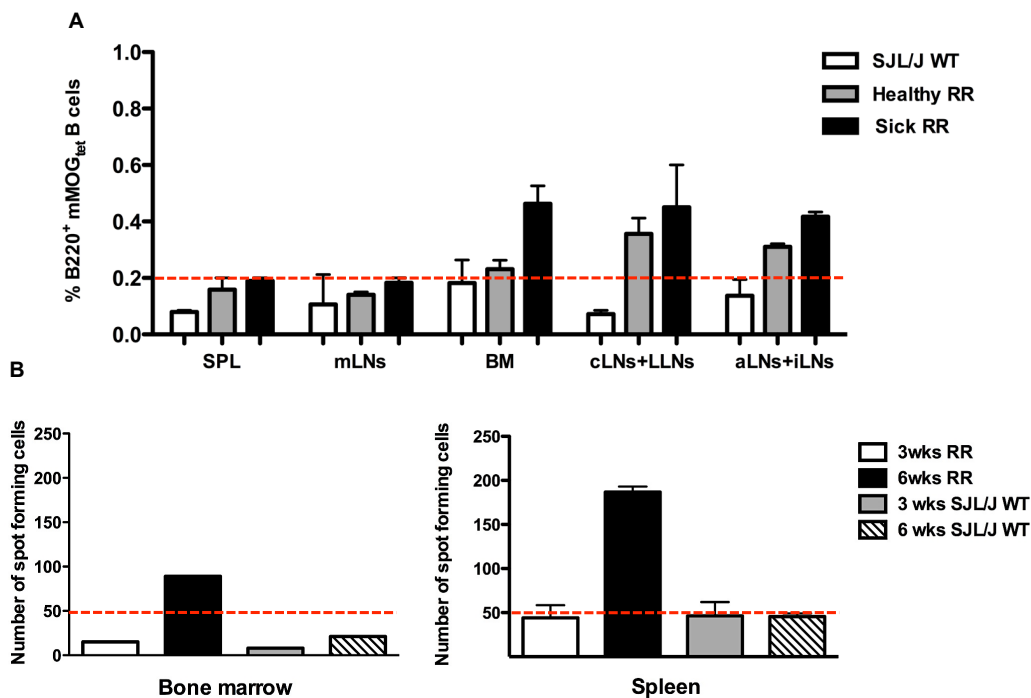 A
% B220+ mMOGtet B cels
1.0
0.8
0.6
0.4
0.2
0.0
SPL
mLNs
BM
cLNs+LLNs
aLNs+iLNs
SJL/J WT
Healthy RR
Sick RR
B
Number of spot forming cells
250
200
150
100
50
0
Bone marrow
Number of spot forming cells
250
200
150
100
50
Spleen
3wks RR
6wks RR
3 wks SJL/J WT
6 wks SJL/J WT